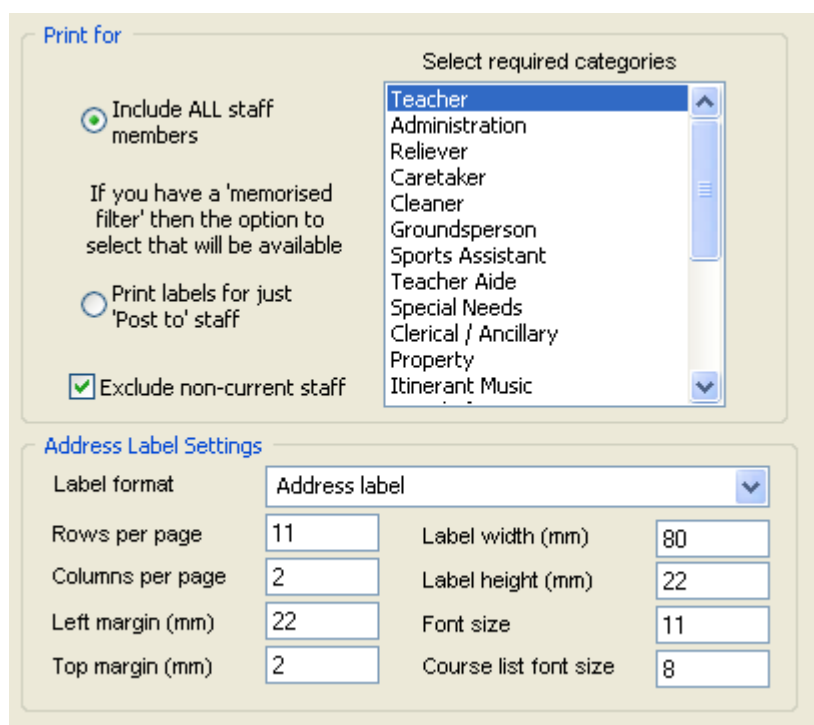 Print for
Include ALL staff
members
If you have a 'memorised
filter' then the option to
select that will be available
Print labels for just
'Post to' staff
Exclude non-current staff
Select required categories
Teacher
Administration
Reliever
Caretaker
Cleaner
Groundsperson
Sports Assistant
Teacher Aide
Special Needs
Clerical / Ancillary
Property
Itinerant Music
Address Label Settings
Label format Address label
Rows per page 11
Columns per page 2
Left margin (mm) 22
Top margin (mm) 2
Label width (mm) 80
Label height (mm) 22
Font size 11
Course list font size 8